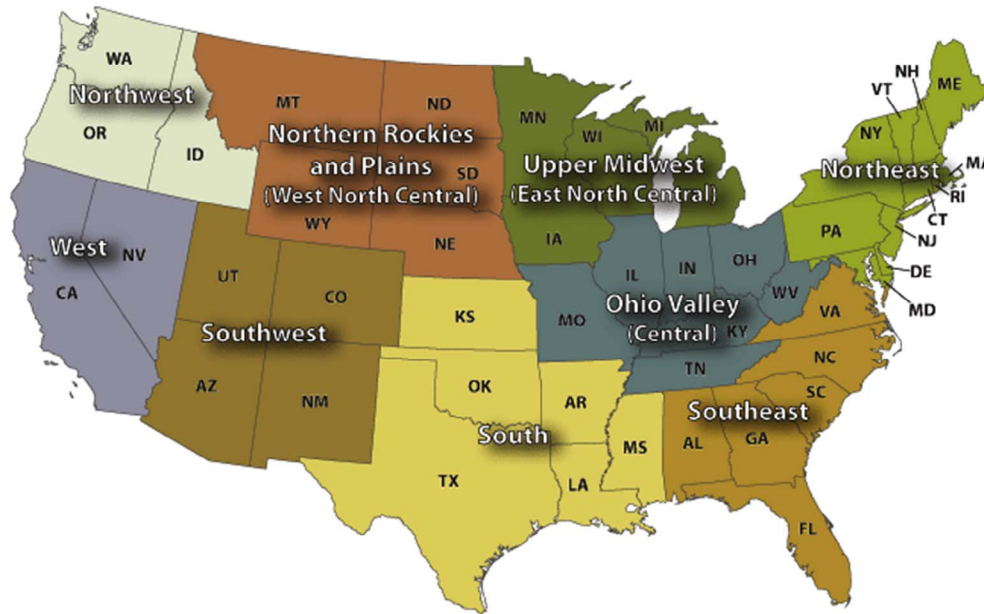 WA
Northwest
OR
ID
MT
ND
Northern Rockies
and Plains
(West North Central)
SD
WY
NE
MN
WI
MI
Upper Midwest
(East North Central)
IA
VT
NH
ME
NY
Northeast
MA
RI
CT
NJ
PA
DE
MD
West
NV
CA
UT
CO
Southwest
AZ
NM
KS
OK
AR
South
TX
LA
MS
IL
IN
OH
WV
Ohio Valley
(Central)
MO
KY
TN
VA
NC
SC
Southeast
AL
GA
FL